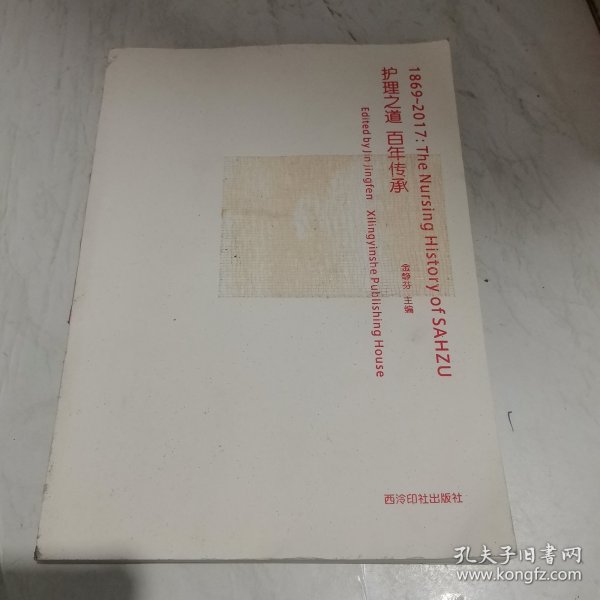 1869~2017: The Nursing History of SAHZU
护理之道 百年传承
Edited by Jin jingfen Xilingyinshe Publishing House
金静芬 主编
西泠印社出版社
孔夫子旧书网
www.kongfz.com